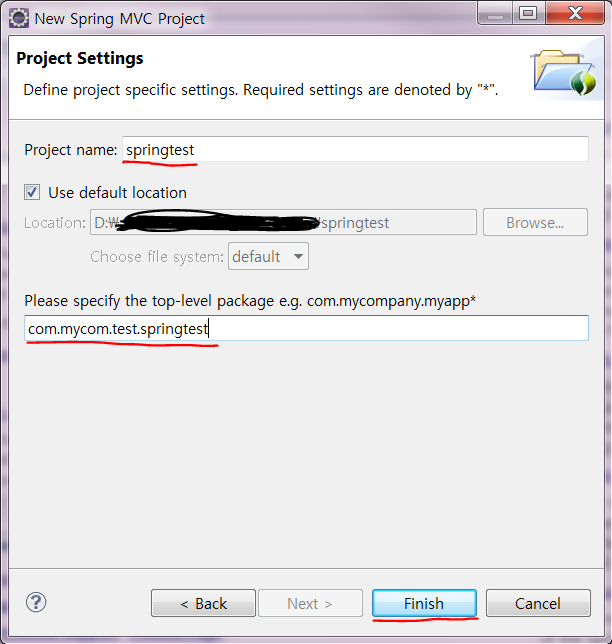 New Spring MVC Project
Project Settings
Define project specific settings. Required settings are denoted by "*".
Project name: springtest
Use default location
Location: D:₩ springtest Browse...
Choose file system: default
Please specify the top-level package e.g. com.mycompany.myapp*
com.mycom.test.springtest
? < Back Next > Finish Cancel